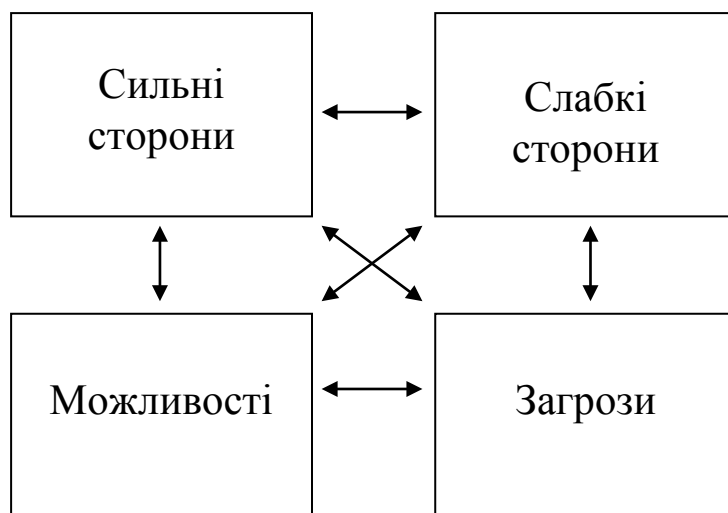 Сильні
сторони
Слабкі
сторони
Можливості
Загрози